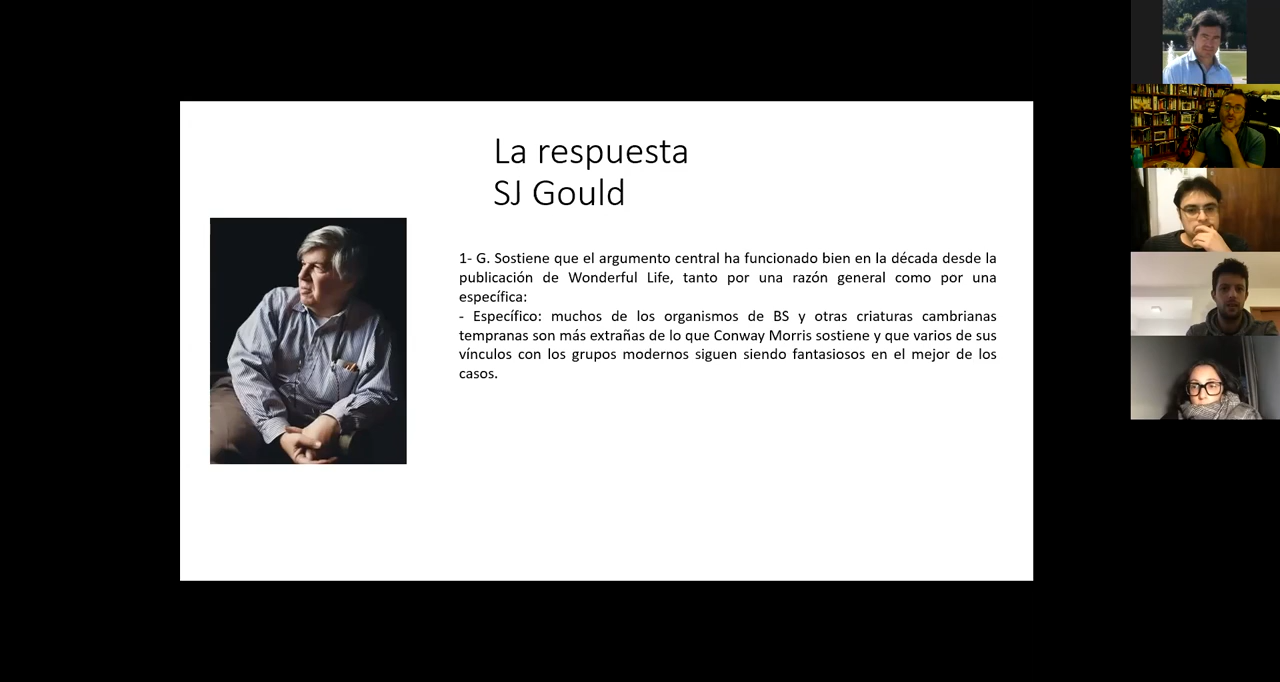 La respuesta
SJ Gould
1- G. Sostiene que el argumento central ha funcionado bien en la década desde la
publicación de Wonderful Life, tanto por una razón general como por una
específica:
- Específico: muchos de los organismos de BS y otras criaturas cambrianas
tempranas son más extrañas de lo que Conway Morris sostiene y que varios de sus
vínculos con los grupos modernos siguen siendo fantasiosos en el mejor de los
casos.